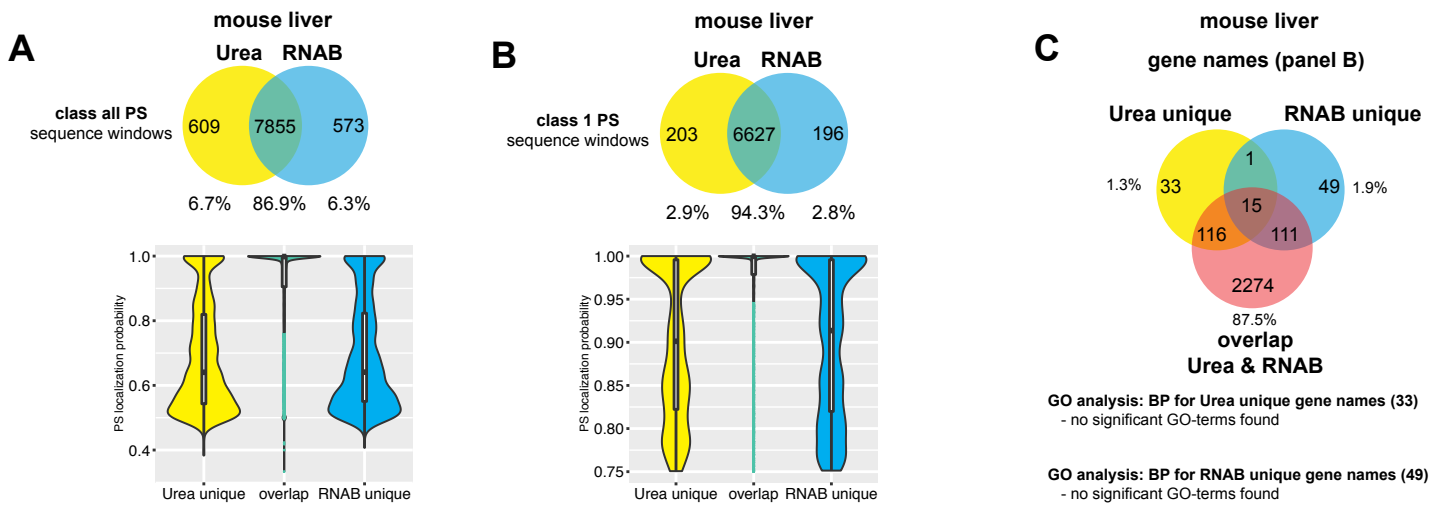 A
mouse liver
Urea RNAB
class all PS
sequence windows
609 7855 573
6.7% 86.9% 6.3%
PS localization probability
1.0
0.8
0.6
0.4
Urea unique overlap RNAB unique
B
mouse liver
Urea RNAB
class 1 PS
sequence windows
203 6627 196
2.9% 94.3% 2.8%
PS localization probability
1.00
0.95
0.90
0.85
0.80
0.75
Urea unique overlap RNAB unique
C
mouse liver
gene names (panel B)
Urea unique RNAB unique
1
1.3% 33 49 1.9%
15
116 111
2274
87.5%
overlap
Urea & RNAB
GO analysis: BP for Urea unique gene names (33)
- no significant GO-terms found
GO analysis: BP for RNAB unique gene names (49)
- no significant GO-terms found